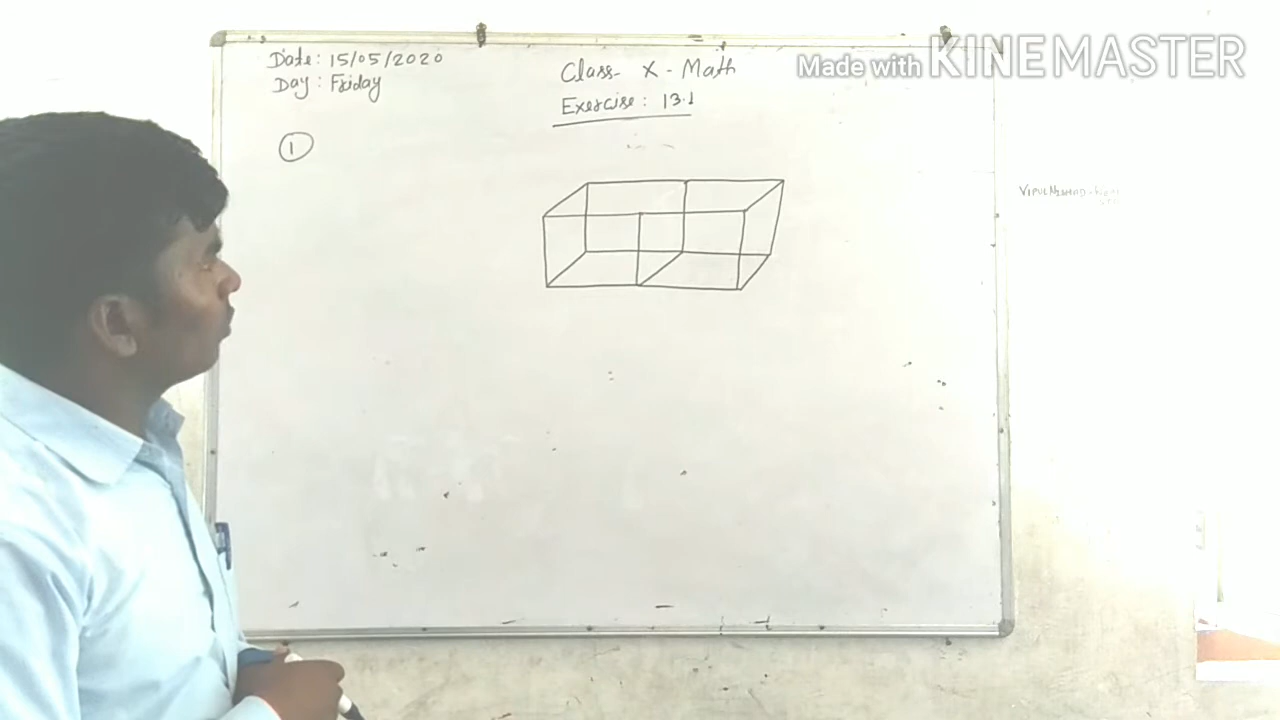 Date: 15/05/2020
Day: Friday
Class- X - Math
Exercise: 13.1
1
Made with KINEMASTER